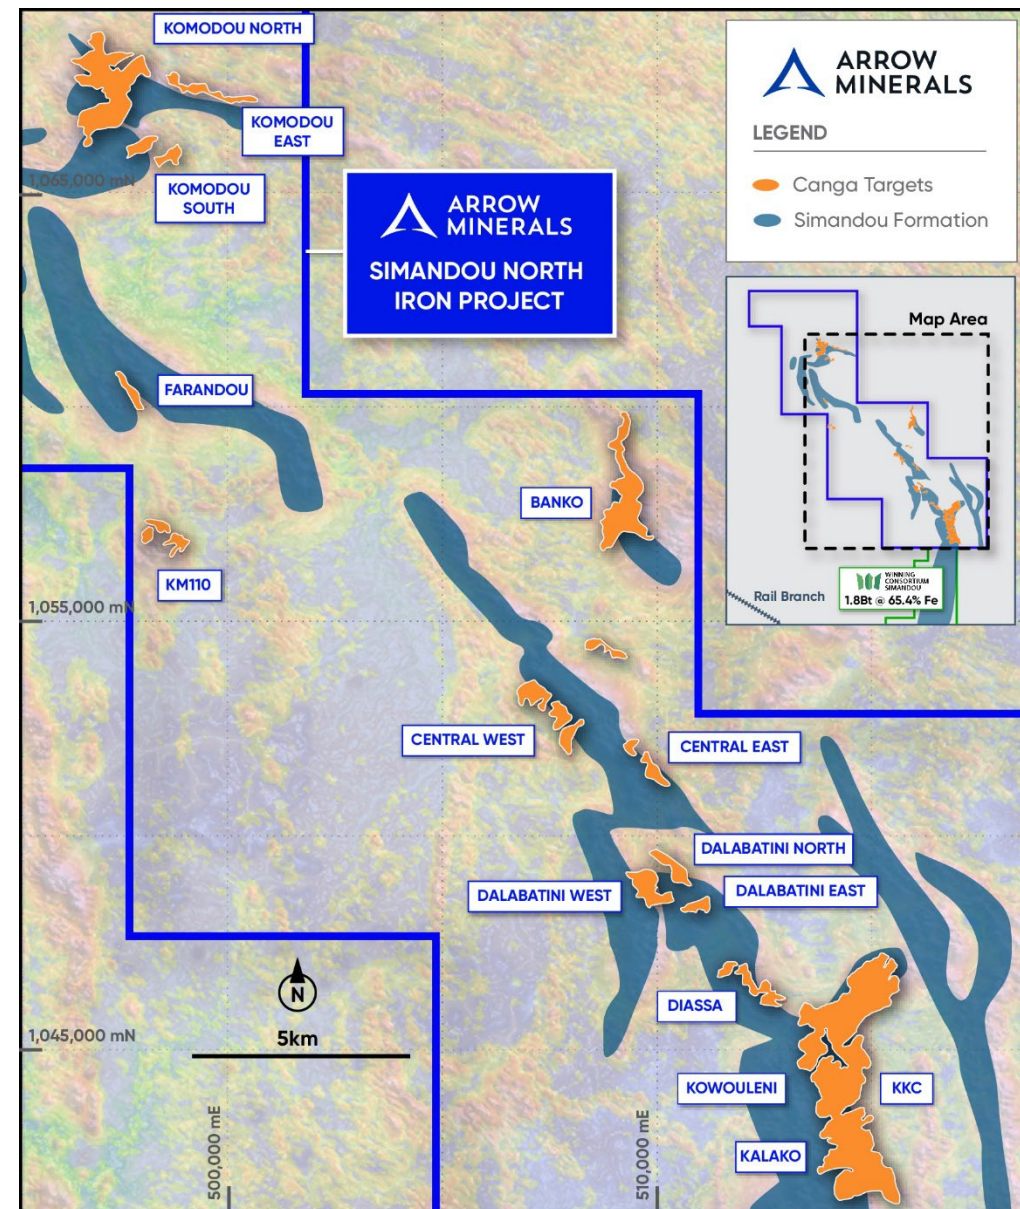 KOMODOU NORTH
KOMODOU
EAST
KOMODOU
SOUTH
1,065,000 mN
ARROW
MINERALS
SIMANDOU NORTH
IRON PROJECT
FARANDOU
BANKO
KM110
1,055,000 mN
CENTRAL WEST
CENTRAL EAST
DALABATINI NORTH
DALABATINI WEST
DALABATINI EAST
DIASSA
N
5km
1,045,000 mN
KOWOULENI
KKC
KALAKO
500,000 mE
510,000 mE
ARROW
MINERALS
LEGEND
Canga Targets
Simandou Formation
Map Area
WINNING
CONSORTIUM
SIMANDOU
1.8Bt @ 65.4% Fe
Rail Branch